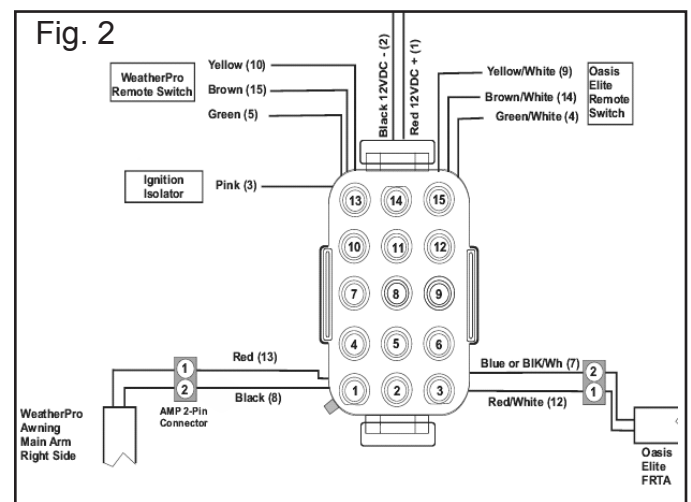 Fig. 2
WeatherPro
Remote Switch
Yellow (10)
Brown (15)
Green (5)
Black 12VDC - (2)
Red 12VDC + (1)
Yellow/White (9)
Brown/White (14)
Green/White (4)
Oasis
Elite
Remote
Switch
Ignition
Isolator
Pink (3)
13 14 15
10 11 12
7 8 9
4 5 6
1 2 3
Red (13)
Black (8)
1
2
AMP 2-Pin
Connector
WeatherPro
Awning
Main Arm
Right Side
Blue or BlK/Wh (7)
Red/White (12)
2
1
Oasis
Elite
FRTA